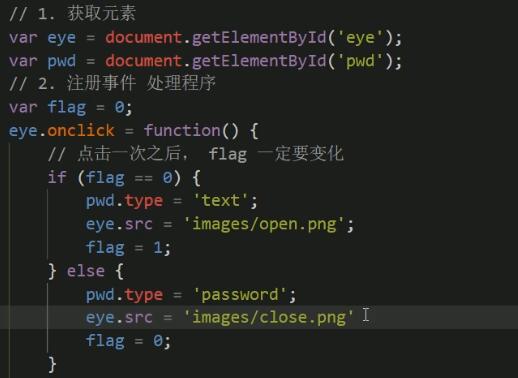 // 1. 获取元素
var eye = document.getElementById('eye');
var pwd = document.getElementById('pwd');
// 2. 注册事件 处理程序
var flag = 0;
eye.onclick = function() {
// 点击一次之后， flag 一定要变化
if (flag == 0) {
pwd.type = 'text';
eye.src = 'images/open.png';
flag = 1;
} else {
pwd.type = 'password';
eye.src = 'images/close.png'
flag = 0;
}